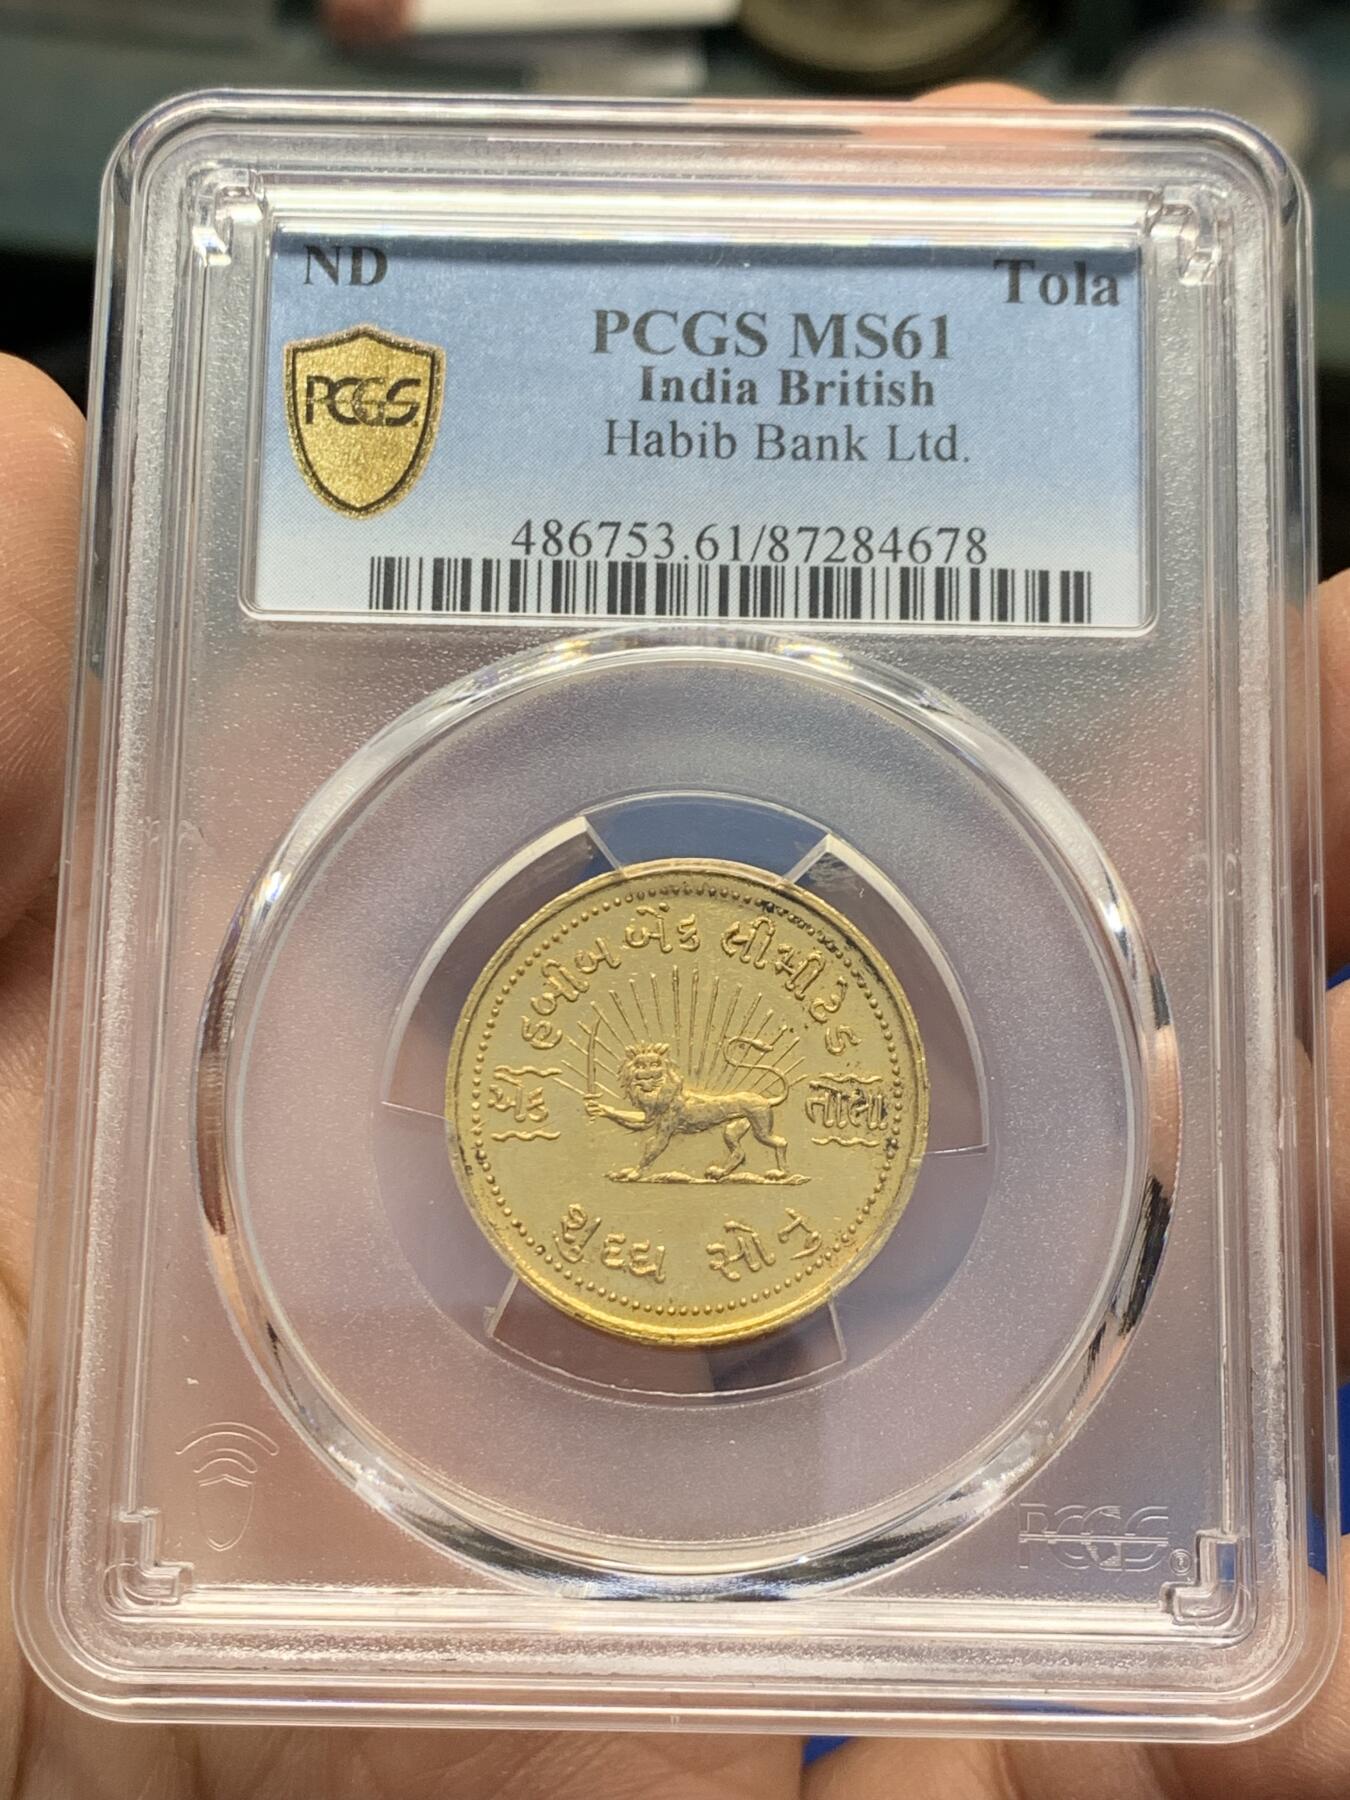 ND
Tola
PCGS MS61
India British
Habib Bank Ltd.
PCGS
486753.61/87284678
હબીબ બેંક લીમીટેડ
એક
તોલા
શુદ્ધ સોનુ
PCGS